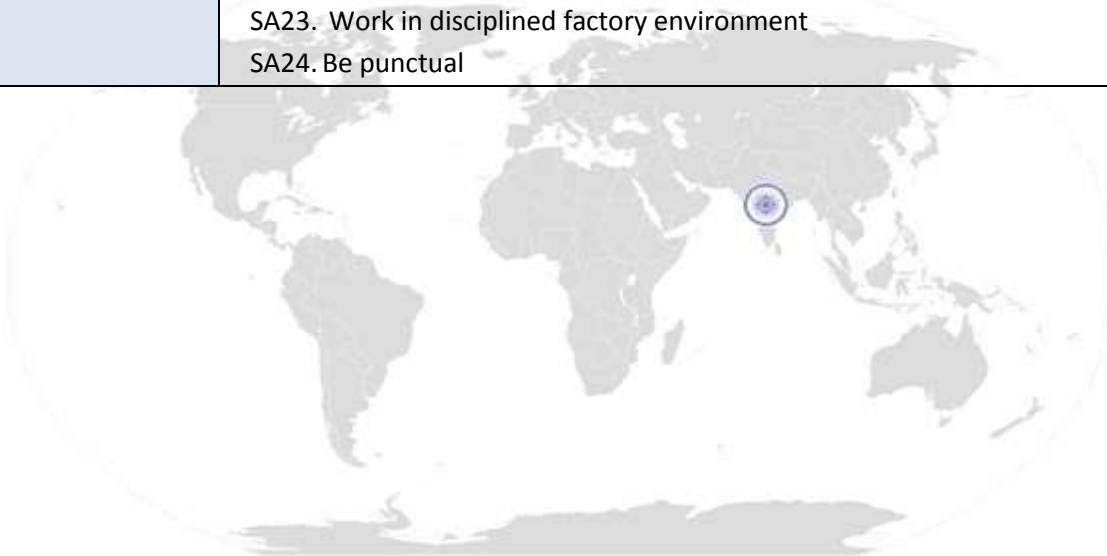 SA23. Work in disciplined factory environment
SA24. Be punctual